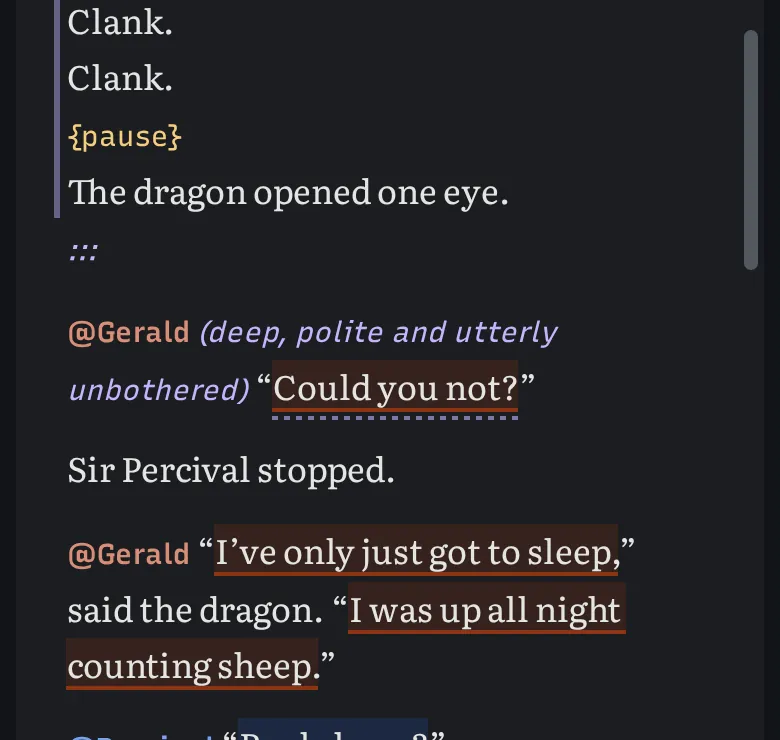 Clank.
Clank.
{pause}
The dragon opened one eye.
:::
@Gerald (deep, polite and utterly
unbothered) “Could you not?”
Sir Percival stopped.
@Gerald “I’ve only just got to sleep,”
said the dragon. “I was up all night
counting sheep.”